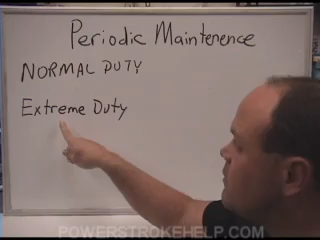 Periodic Maintenence
NORMAL DUTY
Extreme Duty
POWERSTROKEHELP.COM